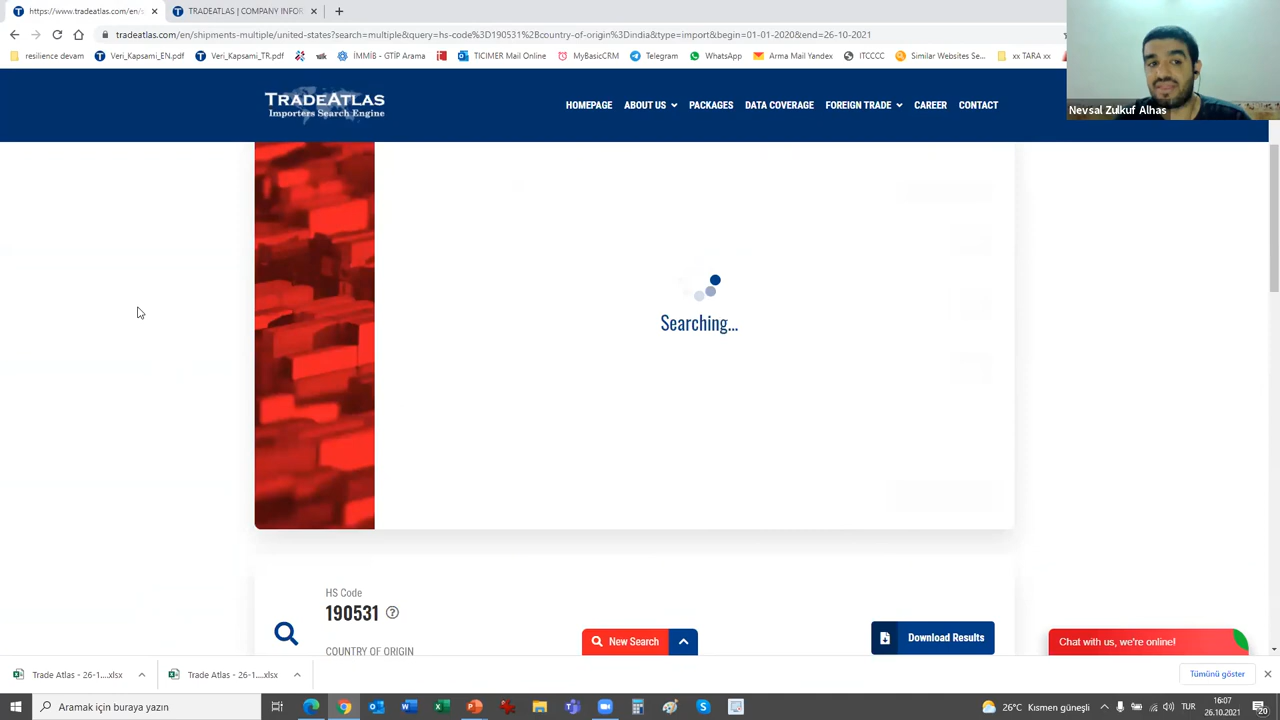 https://www.tradeatlas.com/en/s
TRADEATLAS | COMPANY INFOR
tradeatlas.com/en/shipments-multiple/united-states?search=multiple&query=hs-code%3D190531%2Bcountry-of-origin%3Dindia&type=import&begin=01-01-2020&end=26-10-2021
resilience devam
Veri_Kapsami_EN.pdf
Veri_Kapsami_TR.pdf
İMMİB - GTİP Arama
TICIMER Mail Online
MyBasicCRM
Telegram
WhatsApp
Arma Mail Yandex
ITCCCC
Similar Websites Se...
xx TARA xx
Nevsal Zulkuf Alhas
TRADEATLAS
Importers Search Engine
HOMEPAGE
ABOUT US
PACKAGES
DATA COVERAGE
FOREIGN TRADE
CAREER
CONTACT
Searching...
HS Code
190531
COUNTRY OF ORIGIN
New Search
Download Results
Chat with us, we're online!
Trade Atlas - 26-1....xlsx
Trade Atlas - 26-1....xlsx
Tümünü göster
Aramak için buraya yazın
26°C Kısmen güneşli
TUR
16:07
26.10.2021
20